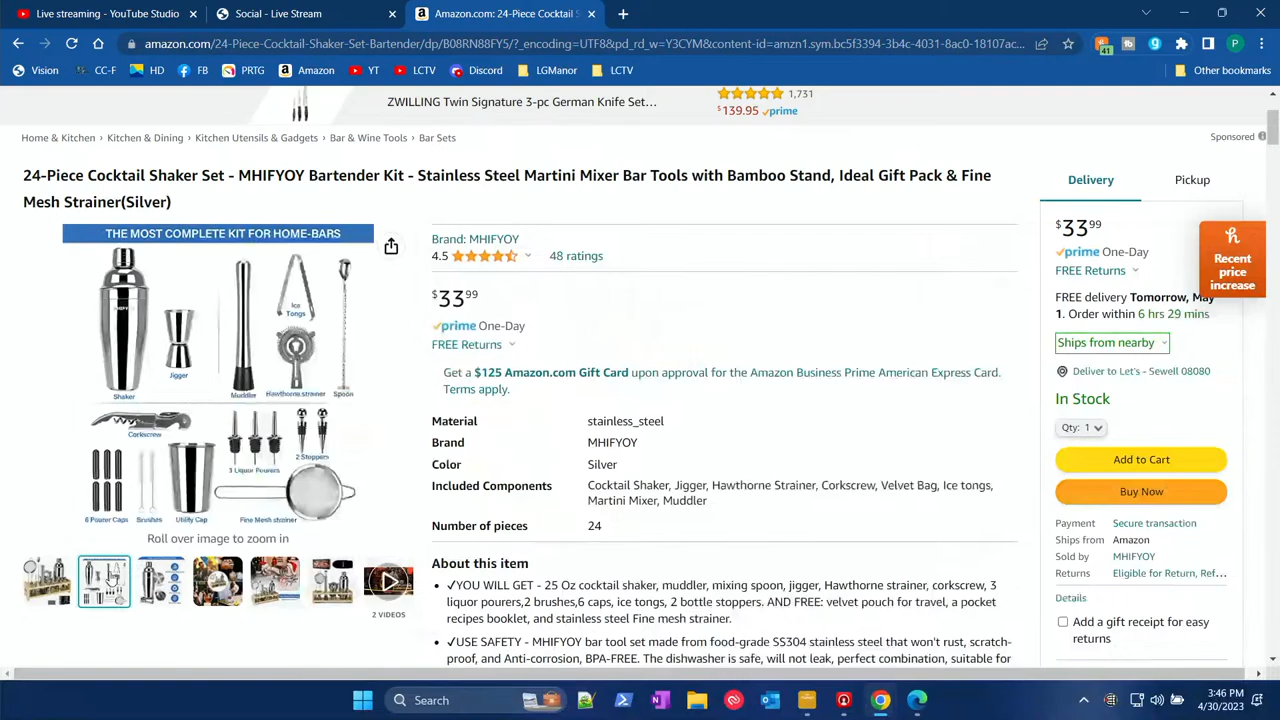 Live streaming - YouTube Studio
Social - Live Stream
Amazon.com: 24-Piece Cocktail S
amazon.com/24-Piece-Cocktail-Shaker-Set-Bartender/dp/B08RN88FY5/?_encoding=UTF8&pd_rd_w=Y3CYM&content-id=amzn1.sym.bc5f3394-3b4c-4031-8ac0-18107ac...
41
P
Vision
CC-F
HD
FB
PRTG
Amazon
YT
LCTV
Discord
LGManor
LCTV
Other bookmarks
ZWILLING Twin Signature 3-pc German Knife Set...
1,731
$139.95 prime
Home & Kitchen › Kitchen & Dining › Kitchen Utensils & Gadgets › Bar & Wine Tools › Bar Sets
Sponsored
24-Piece Cocktail Shaker Set - MHIFYOY Bartender Kit - Stainless Steel Martini Mixer Bar Tools with Bamboo Stand, Ideal Gift Pack & Fine
Mesh Strainer(Silver)
THE MOST COMPLETE KIT FOR HOME-BARS
Ice
Tongs
Jigger
Shaker
Muddler
Hawthorne strainer
Spoon
Corkscrew
3 Liquor Pourers
2 Stoppers
6 Pourer Caps
Brushes
Utility Cap
Fine Mesh strainer
Roll over image to zoom in
2 VIDEOS
Brand: MHIFYOY
4.5
48 ratings
$33 99
prime One-Day
FREE Returns
Get a $125 Amazon.com Gift Card upon approval for the Amazon Business Prime American Express Card.
Terms apply.
Material stainless_steel
Brand MHIFYOY
Color Silver
Included Components Cocktail Shaker, Jigger, Hawthorne Strainer, Corkscrew, Velvet Bag, Ice tongs,
Martini Mixer, Muddler
Number of pieces 24
About this item
• ✓YOU WILL GET - 25 Oz cocktail shaker, muddler, mixing spoon, jigger, Hawthorne strainer, corkscrew, 3
liquor pourers,2 brushes,6 caps, ice tongs, 2 bottle stoppers. AND FREE: velvet pouch for travel, a pocket
recipes booklet, and stainless steel Fine mesh strainer.
• ✓USE SAFETY - MHIFYOY bar tool set made from food-grade SS304 stainless steel that won't rust, scratch-
proof, and Anti-corrosion, BPA-FREE. The dishwasher is safe, will not leak, perfect combination, suitable for
Delivery
Pickup
$33 99
prime One-Day
FREE Returns
FREE delivery Tomorrow, May
1. Order within 6 hrs 29 mins
Ships from nearby
Deliver to Let's - Sewell 08080
In Stock
Qty: 1
Add to Cart
Buy Now
Payment Secure transaction
Ships from Amazon
Sold by MHIFYOY
Returns Eligible for Return, Ref...
Details
Add a gift receipt for easy
returns
h
Recent
price
increase
Search
3:46 PM
4/30/2023